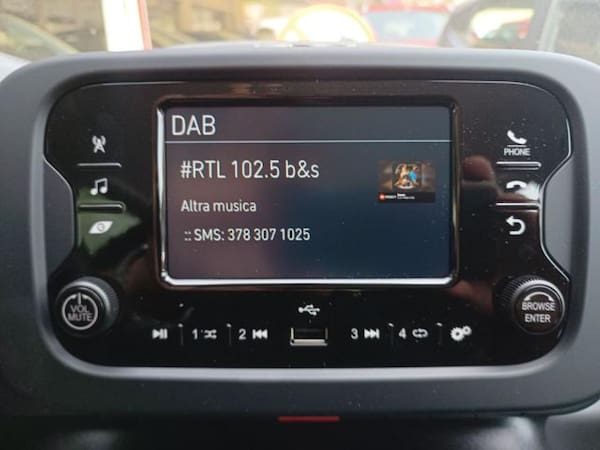 DAB
#RTL 102.5 b&s
Altra musica
:: SMS: 378 307 1025
PHONE
VOL
MUTE
BROWSE
ENTER
1
2
3
4